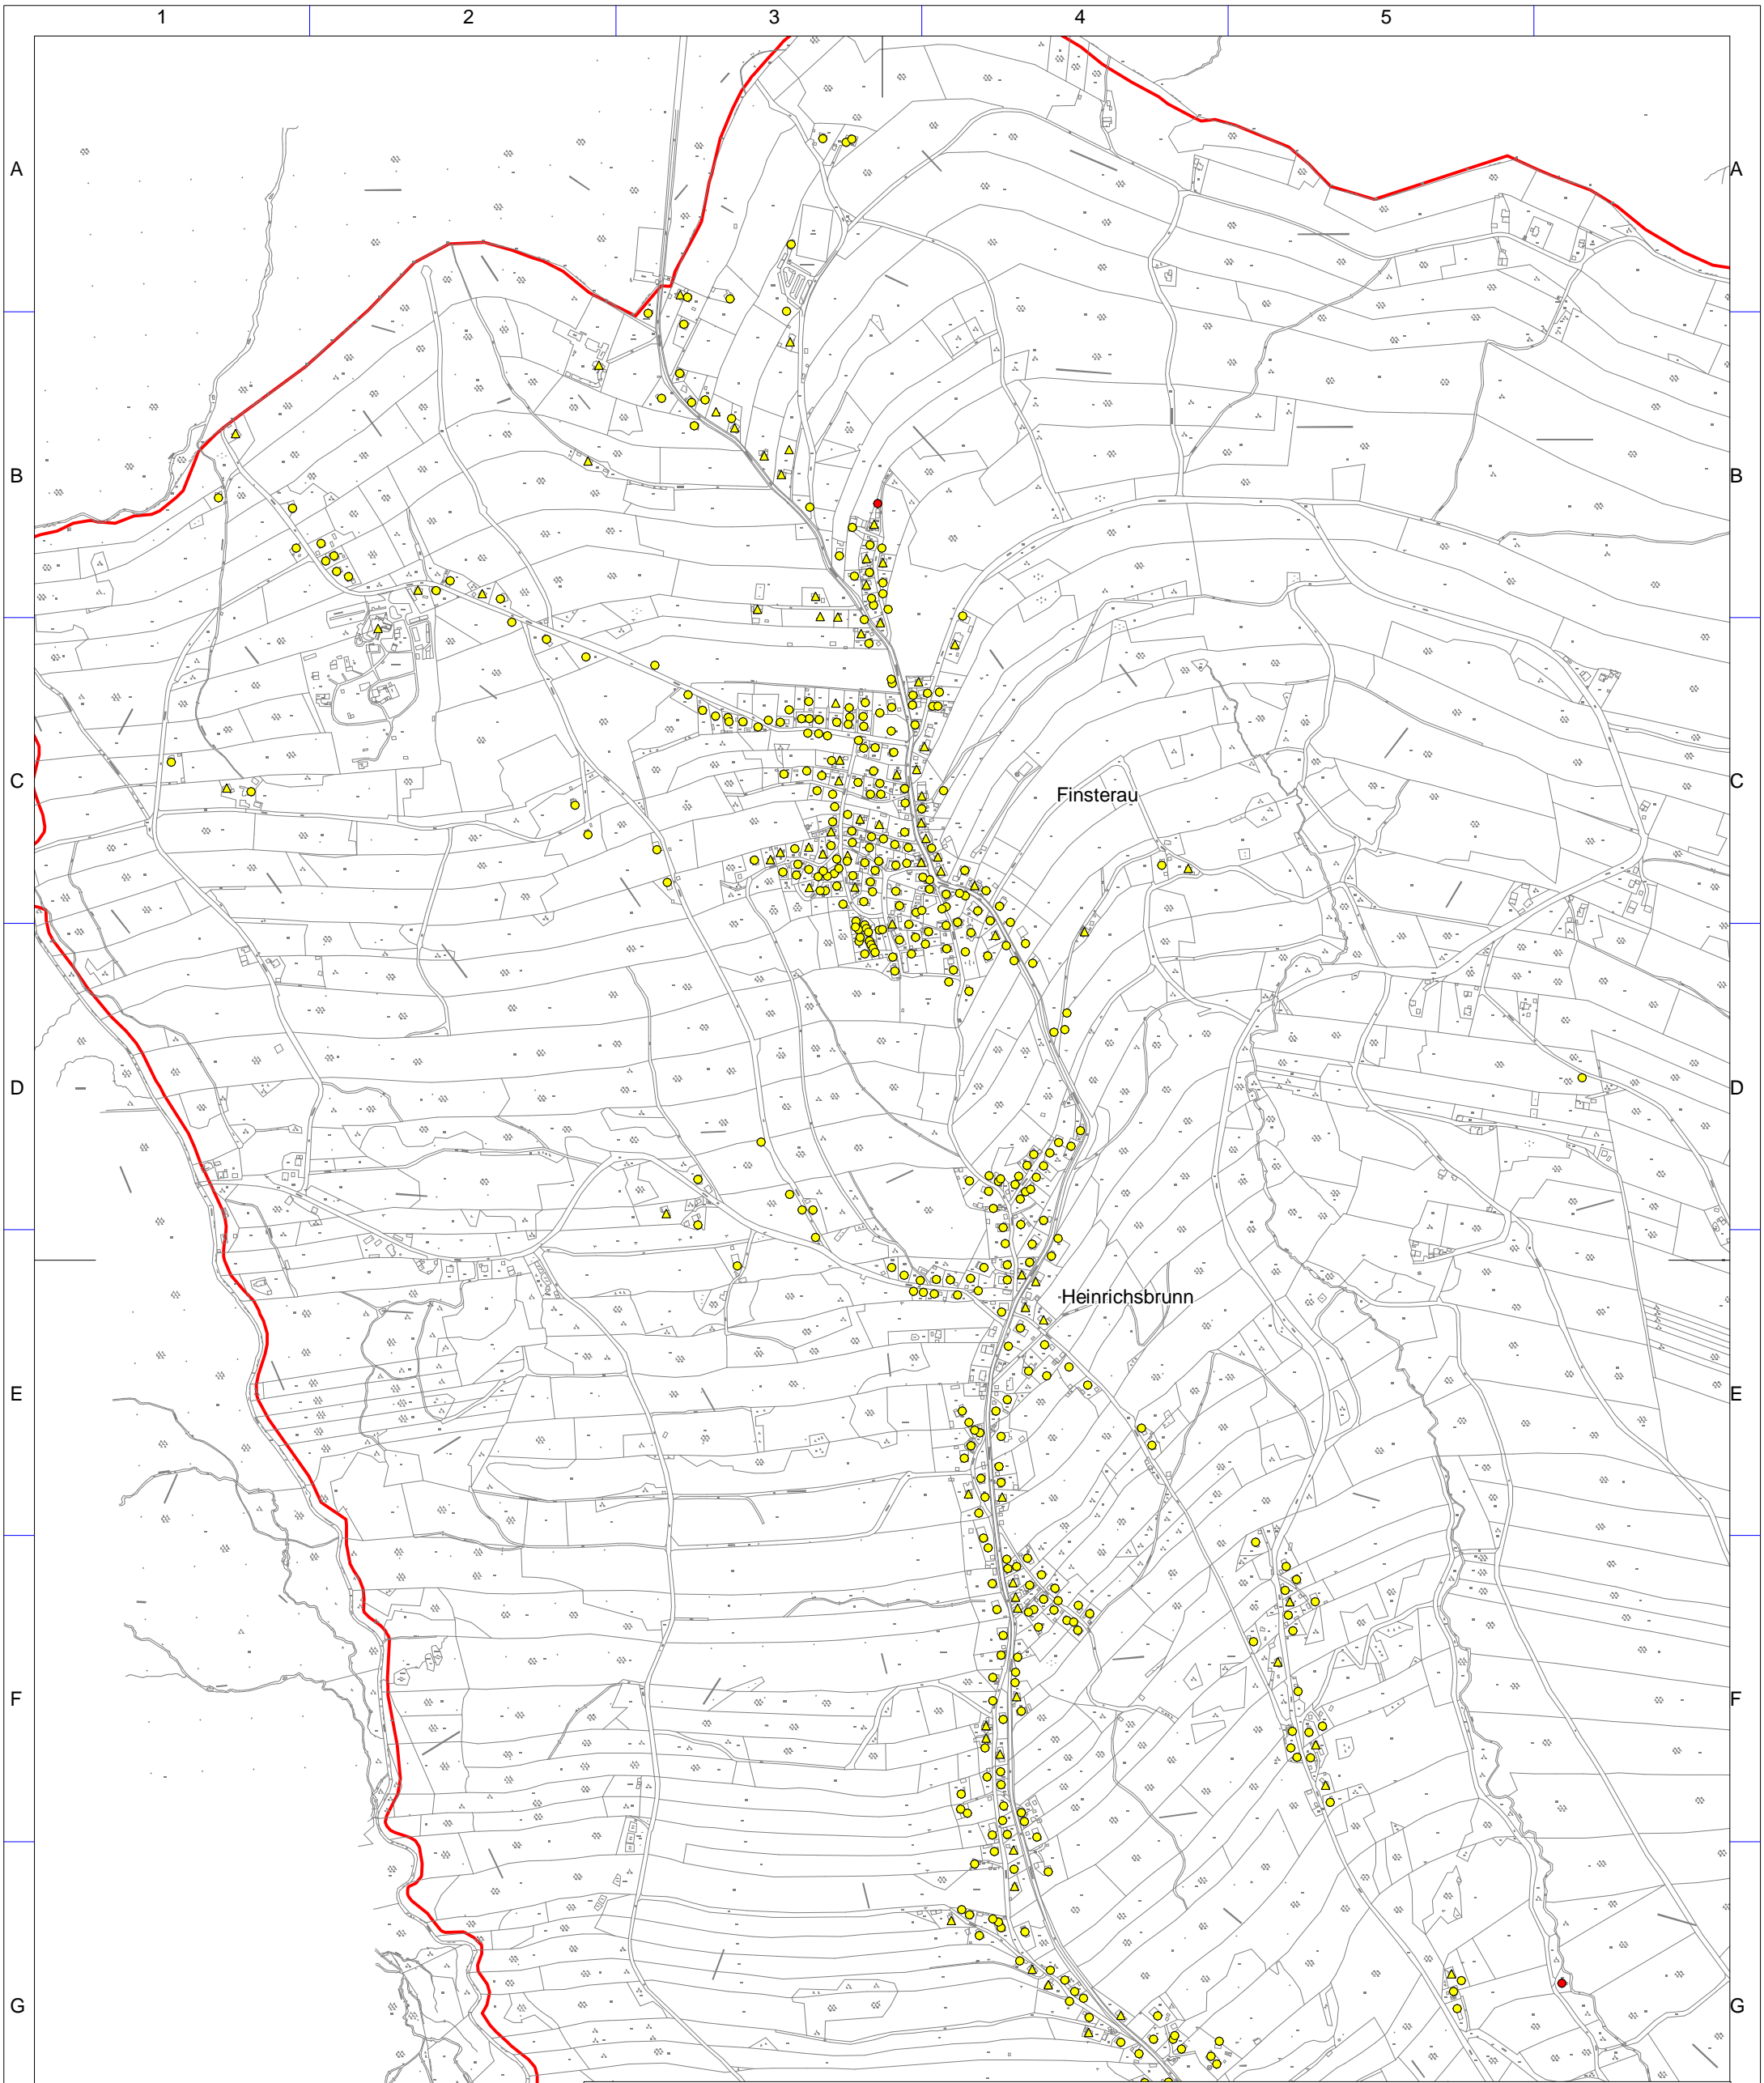 1 2 3 4 5
A A
B B
C C
Finsterau
D D
Heinrichsbrunn
E E
F F
G G